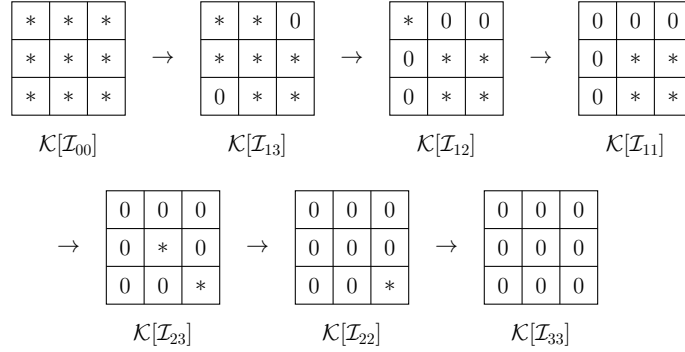 * * * * * 0 * 0 0 0 0 0
* * * → * * * → 0 * * → 0 * *
* * * 0 * * 0 * * 0 * *
𝒦[ℐ₀₀] 𝒦[ℐ₁₃] 𝒦[ℐ₁₂] 𝒦[ℐ₁₁]
0 0 0 0 0 0 0 0 0
→ 0 * 0 → 0 0 0 → 0 0 0
0 0 * 0 0 * 0 0 0
𝒦[ℐ₂₃] 𝒦[ℐ₂₂] 𝒦[ℐ₃₃]